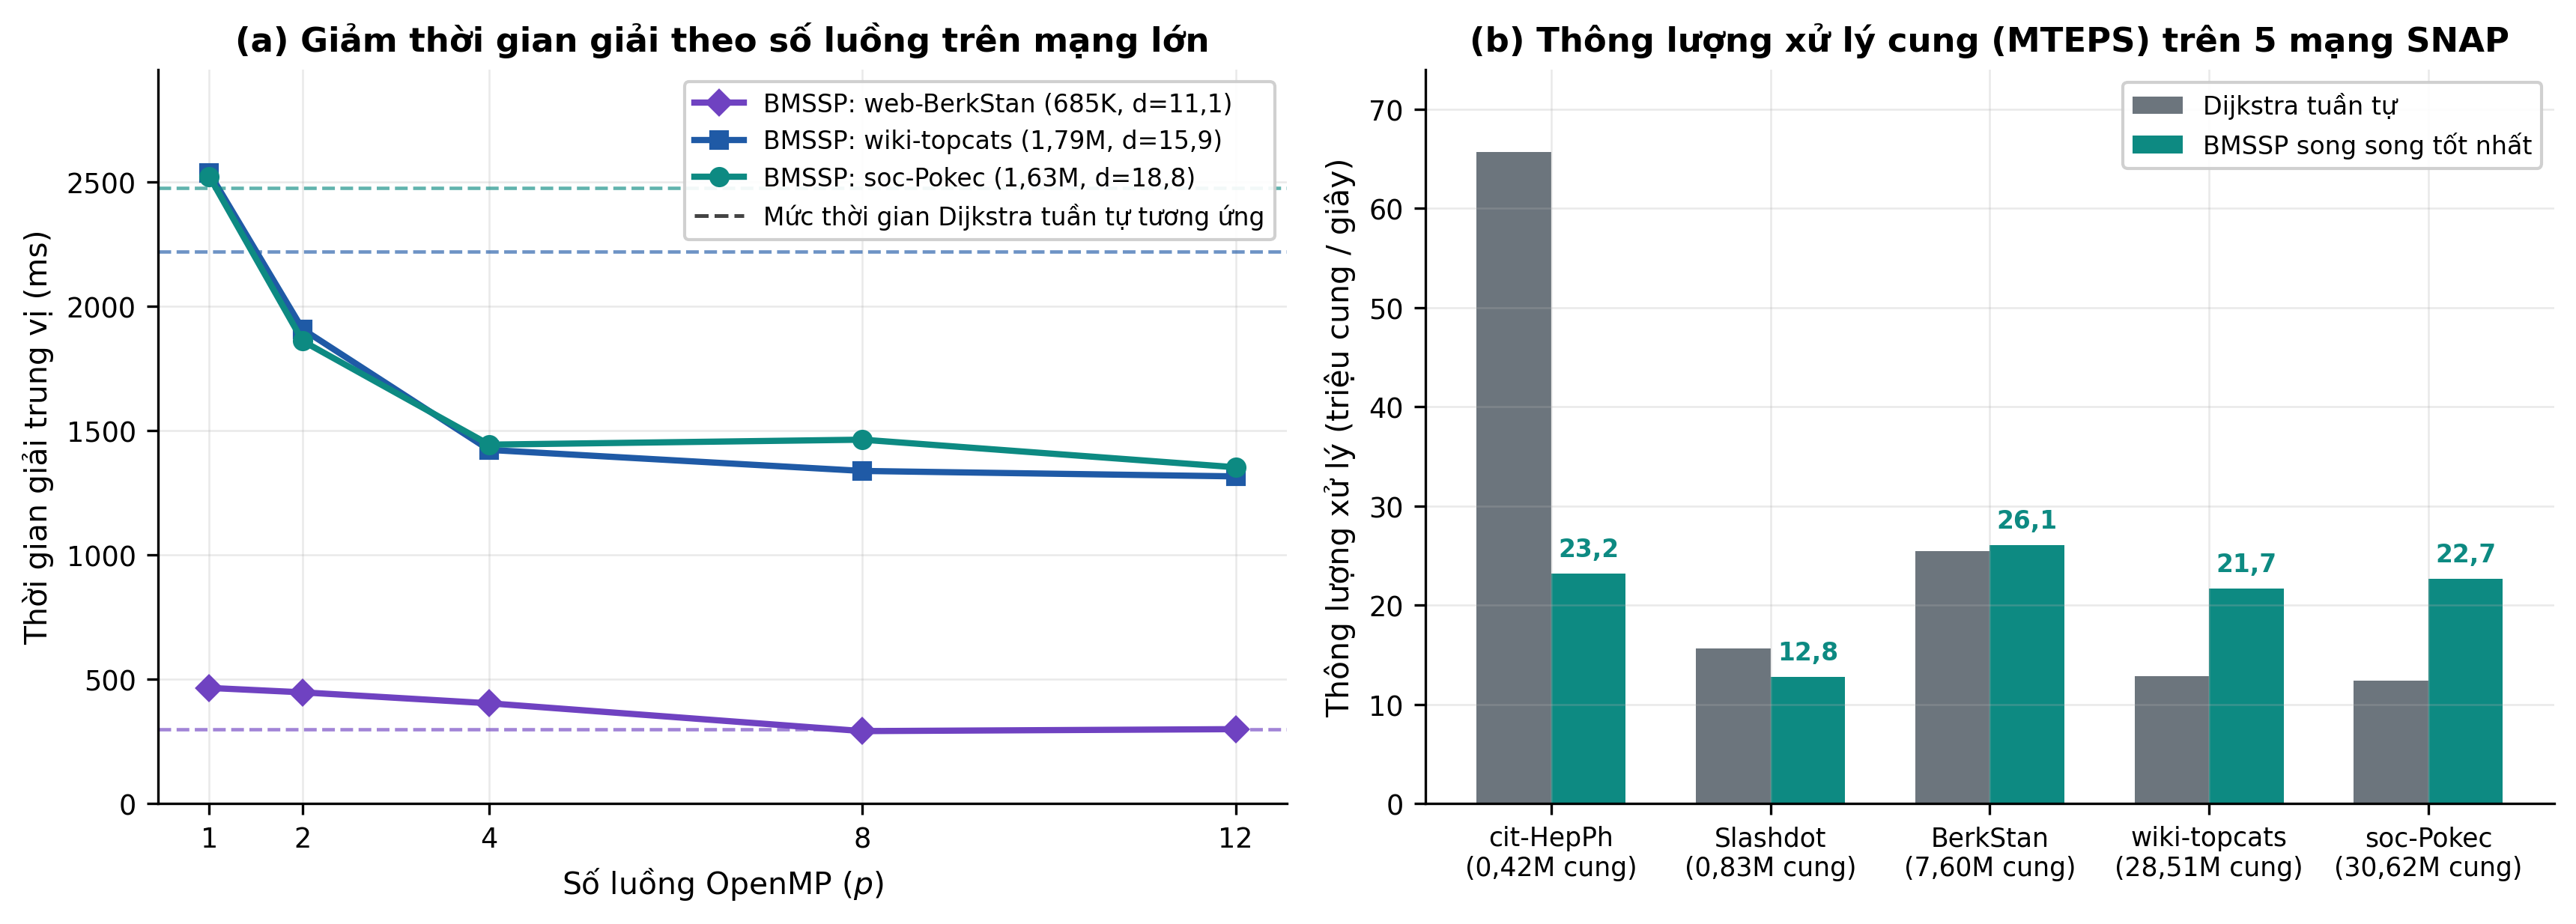 (a) Giảm thời gian giải theo số luồng trên mạng lớn
Thời gian giải trung vị (ms)
2500
2000
1500
1000
500
0
BMSSP: web-BerkStan (685K, d=11,1)
BMSSP: wiki-topcats (1,79M, d=15,9)
BMSSP: soc-Pokec (1,63M, d=18,8)
Mức thời gian Dijkstra tuần tự tương ứng
1 2 4 8 12
Số luồng OpenMP (p)
(b) Thông lượng xử lý cung (MTEPS) trên 5 mạng SNAP
Thông lượng xử lý (triệu cung / giây)
70
60
50
40
30
20
10
0
Dijkstra tuần tự
BMSSP song song tốt nhất
23,2
12,8
26,1
21,7
22,7
cit-HepPh
(0,42M cung)
Slashdot
(0,83M cung)
BerkStan
(7,60M cung)
wiki-topcats
(28,51M cung)
soc-Pokec
(30,62M cung)